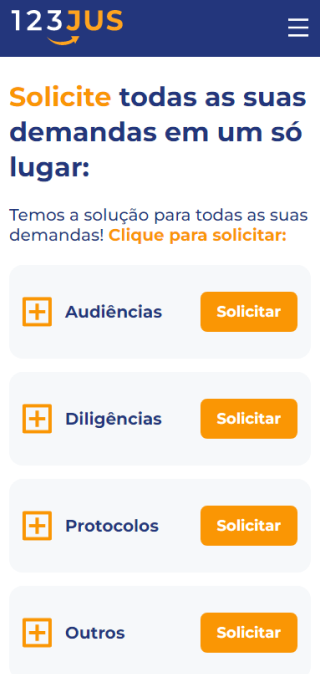 123JUS
Solicite todas as suas
demandas em um só
lugar:
Temos a solução para todas as suas
demandas! Clique para solicitar:
Audiências
Solicitar
Diligências
Solicitar
Protocolos
Solicitar
Outros
Solicitar